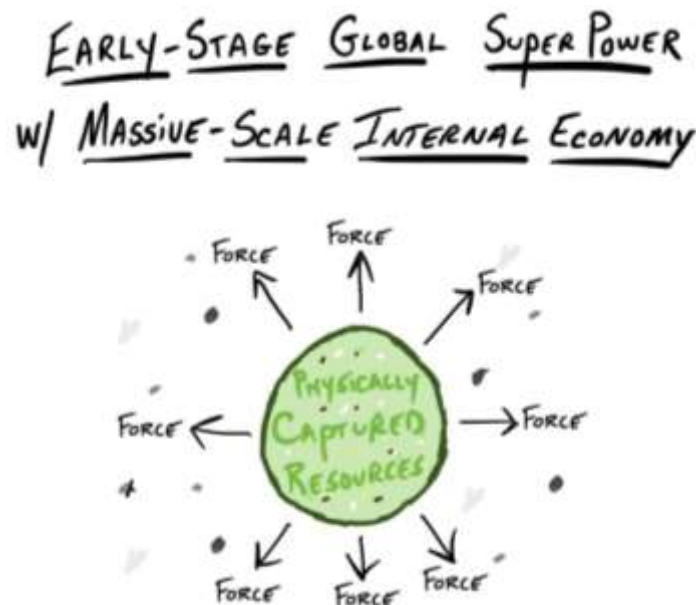 EARLY-STAGE GLOBAL SUPER POWER
W/ MASSIVE-SCALE INTERNAL ECONOMY
FORCE
FORCE
FORCE
PHYSICALLY
CAPTURED
RESOURCES
FORCE
FORCE
FORCE
FORCE
FORCE